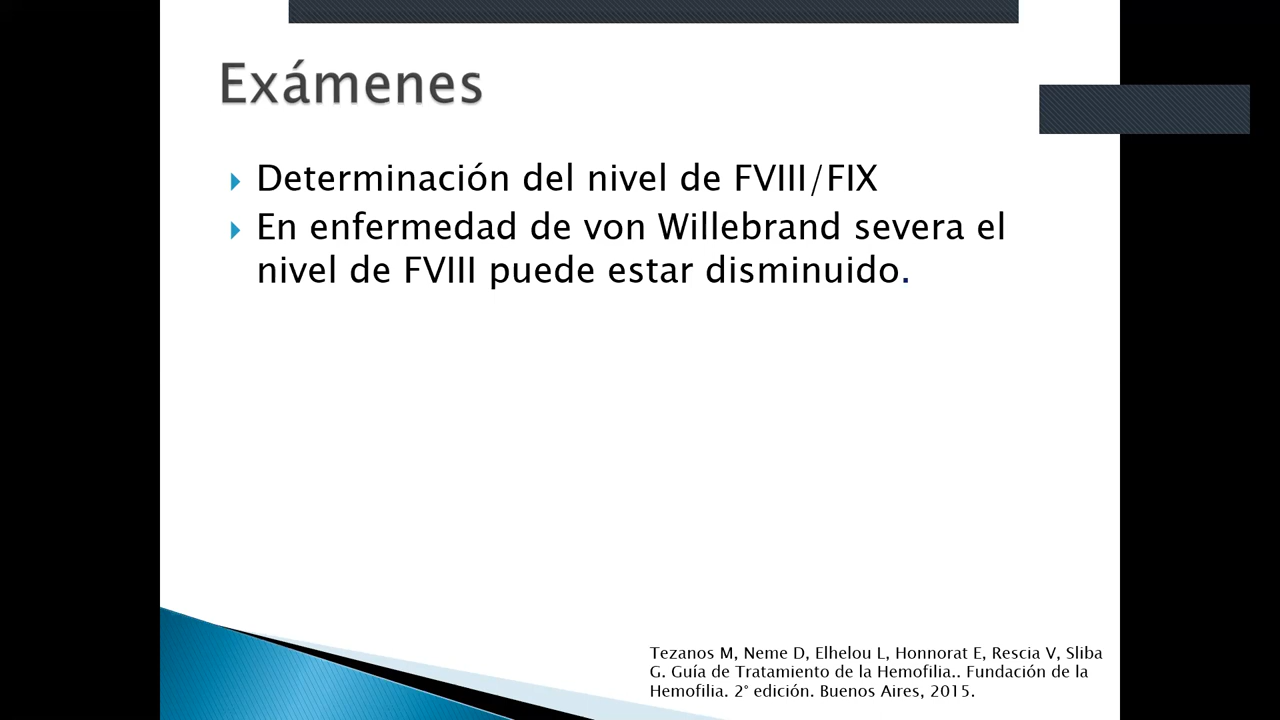 Exámenes
Determinación del nivel de FVIII/FIX
En enfermedad de von Willebrand severa el
nivel de FVIII puede estar disminuido.
Tezanos M, Neme D, Elhelou L, Honnorat E, Rescia V, Sliba
G. Guía de Tratamiento de la Hemofilia.. Fundación de la
Hemofilia. 2° edición. Buenos Aires, 2015.